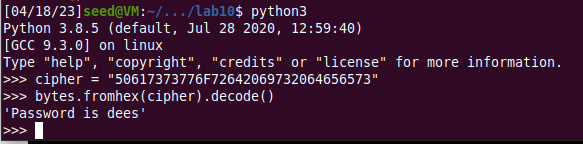 [04/18/23]seed@VM:~/.../lab10$ python3
Python 3.8.5 (default, Jul 28 2020, 12:59:40)
[GCC 9.3.0] on linux
Type "help", "copyright", "credits" or "license" for more information.
>>> cipher = "50617373776F72642069732064656573"
>>> bytes.fromhex(cipher).decode()
'Password is dees'
>>>